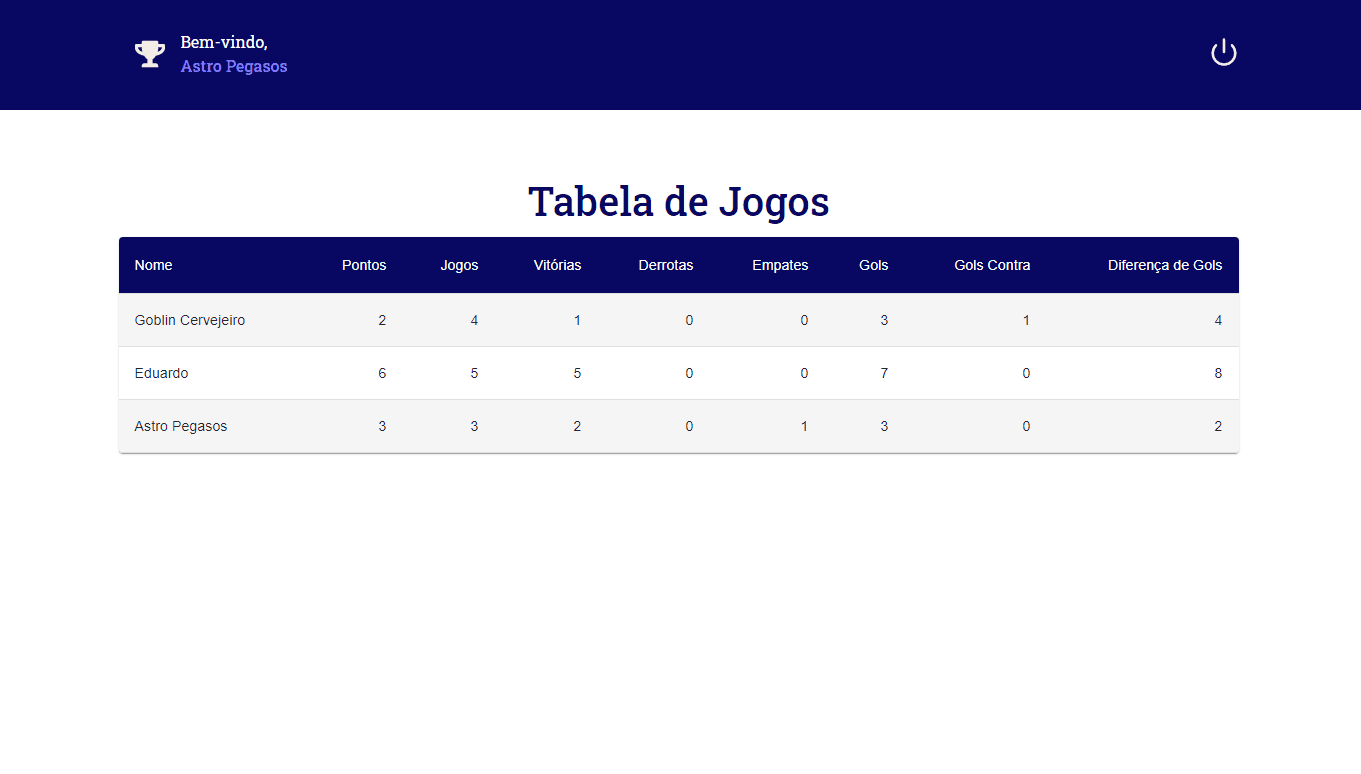 Bem-vindo,
Astro Pegasos
Tabela de Jogos
Nome Pontos Jogos Vitórias Derrotas Empates Gols Gols Contra Diferença de Gols
Goblin Cervejeiro 2 4 1 0 0 3 1 4
Eduardo 6 5 5 0 0 7 0 8
Astro Pegasos 3 3 2 0 1 3 0 2